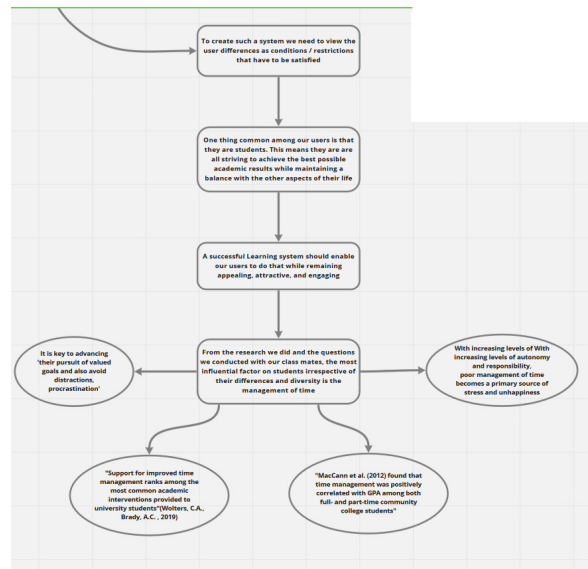 To create such a system we need to view the
user differences as conditions / restrictions
that have to be satisfied
One thing common among our users is that
they are students. This means they are are
all striving to achieve the best possible
academic results while maintaining a
balance with the other aspects of their life
A successful Learning system should enable
our users to do that while remaining
appealing, attractive, and engaging
From the research we did and the questions
we conducted with our class mates, the most
influential factor on students irrespective of
their differences and diversity is the
management of time
It is key to advancing
'their pursuit of valued
goals and also avoid
distractions,
procrastination'
With increasing levels of With
increasing levels of autonomy
and responsibility,
poor management of time
becomes a primary source of
stress and unhappiness
"Support for improved time
management ranks among the
most common academic
interventions provided to
university students"(Wolters, C.A.,
Brady, A.C. , 2019)
"MacCann et al. (2012) found that
time management was positively
correlated with GPA among both
full- and part-time community
college students"